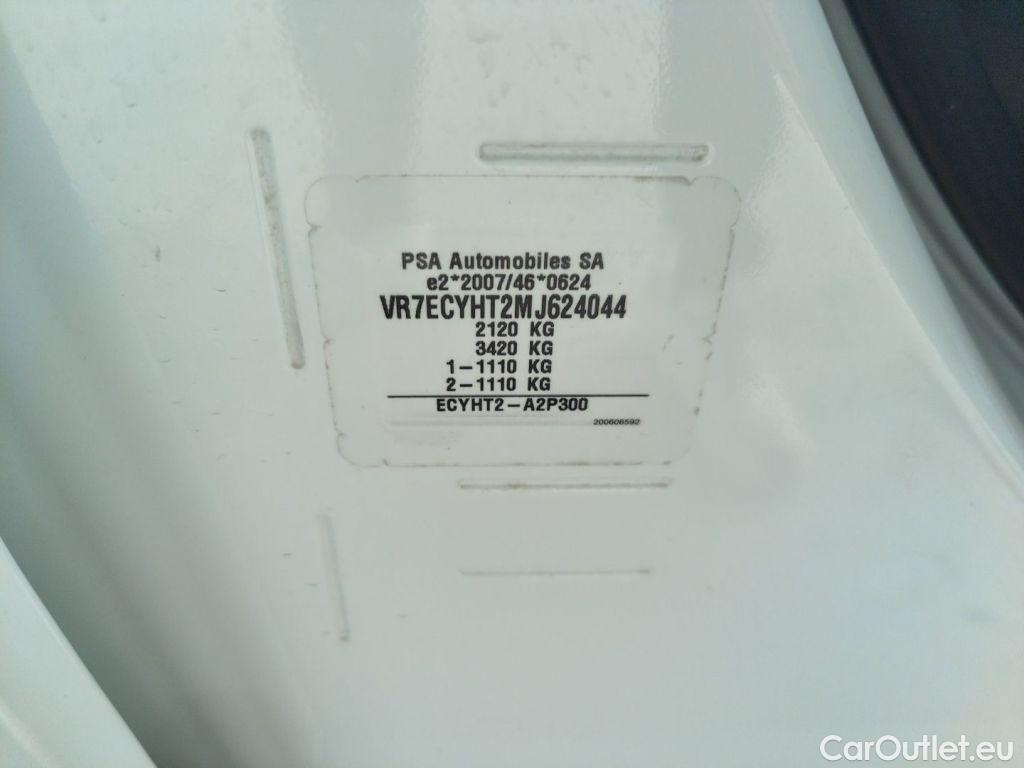 PSA Automobiles SA
e2*2007/46*0624
VR7ECYHT2MJ624044
2120 KG
3420 KG
1-1110 KG
2-1110 KG
ECYHT2-A2P300
200606592
CarOutlet.eu